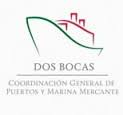 DOS BOCAS
COORDINACIÓN GENERAL DE
PUERTOS Y MARINA MERCANTE